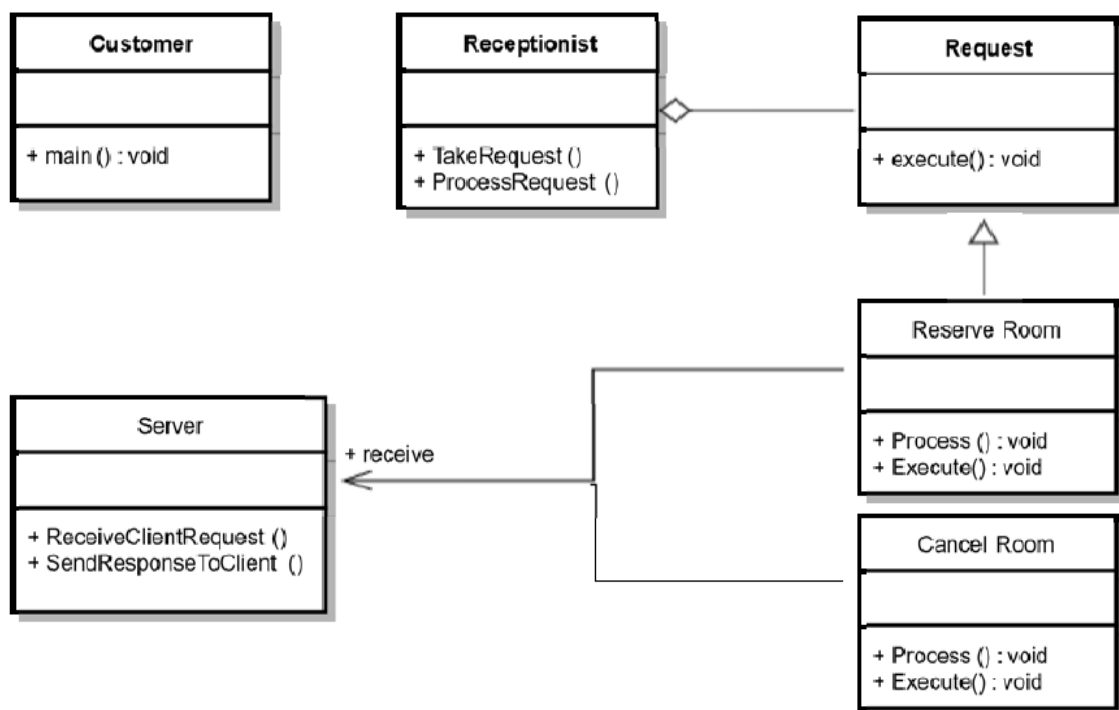 Customer
+ main () : void
Receptionist
+ TakeRequest ()
+ ProcessRequest ()
Request
+ execute() : void
Reserve Room
+ Process () : void
+ Execute() : void
Server
+ ReceiveClientRequest ()
+ SendResponseToClient ()
+ receive
Cancel Room
+ Process () : void
+ Execute() : void